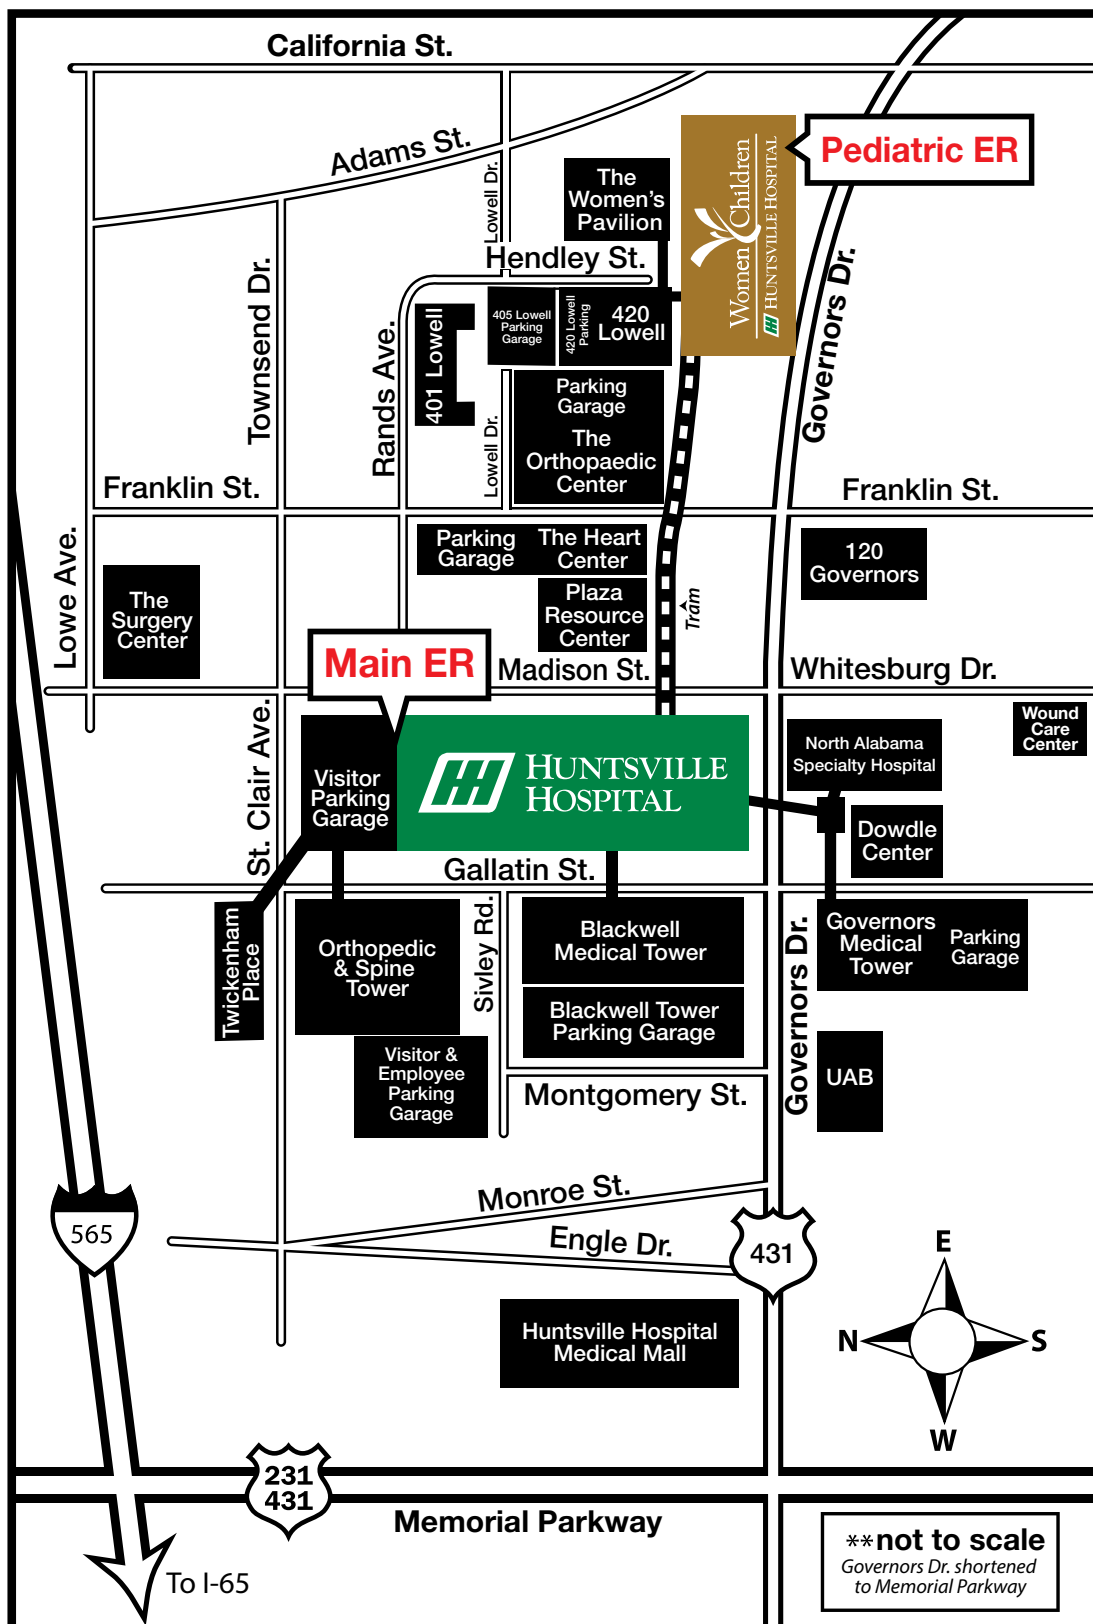 California St.
Adams St.
Lowell Dr.
The
Women's
Pavilion
Women & Children
HUNTSVILLE HOSPITAL
Pediatric ER
Hendley St.
Townsend Dr.
Rands Ave.
401 Lowell
405 Lowell
Parking
Garage
420 Lowell
Parking
420
Lowell
Governors Dr.
Parking
Garage
The
Orthopaedic
Center
Lowell Dr.
Franklin St.
Franklin St.
Lowe Ave.
The
Surgery
Center
Parking
Garage
The Heart
Center
Plaza
Resource
Center
Tram
120
Governors
Main ER
Madison St.
Whitesburg Dr.
St. Clair Ave.
Visitor
Parking
Garage
HUNTSVILLE
HOSPITAL
North Alabama
Specialty Hospital
Wound
Care
Center
Dowdle
Center
Gallatin St.
Twickenham
Place
Orthopedic
& Spine
Tower
Sivley Rd.
Blackwell
Medical Tower
Blackwell Tower
Parking Garage
Governors Dr.
Governors
Medical
Tower
Parking
Garage
Visitor &
Employee
Parking
Garage
Montgomery St.
UAB
Monroe St.
Engle Dr.
565
431
Huntsville Hospital
Medical Mall
E
N
S
W
231
431
Memorial Parkway
To I-65
**not to scale
Governors Dr. shortened
to Memorial Parkway